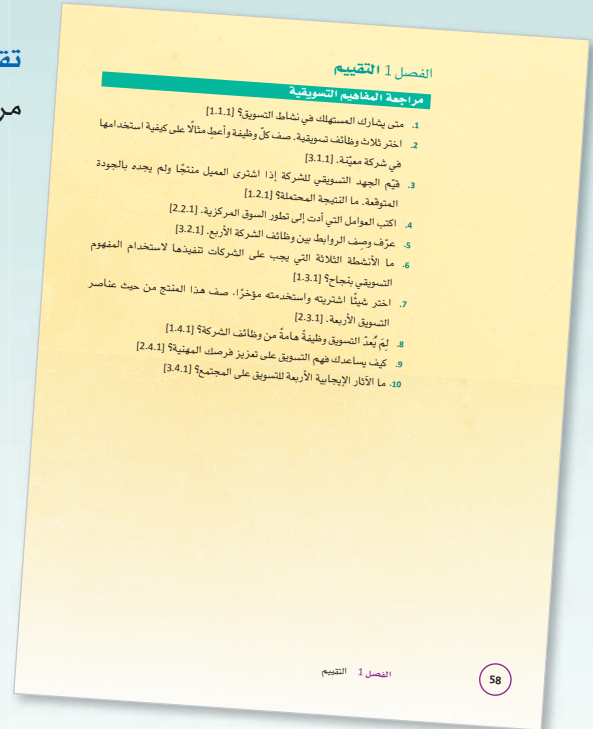 الفصل 1 التقييم
مراجعة المفاهيم التسويقية
1. متى يشارك المستهلك في نشاط التسويق؟ [1.1.1]
2. اختر ثلاث وظائف تسويقية. صف كلّ وظيفة وأعطِ مثالًا على كيفية استخدامها
في شركة معيّنة. [3.1.1]
3. قيّم الجهد التسويقي للشركة إذا اشترى العميل منتجًا ولم يجده بالجودة
المتوقعة. ما النتيجة المحتملة؟ [1.2.1]
4. اكتب العوامل التي أدت إلى تطور السوق المركزية. [2.2.1]
5. عرّف وصِف الروابط بين وظائف الشركة الأربع. [3.2.1]
6. ما الأنشطة الثلاثة التي يجب على الشركات تنفيذها لاستخدام المفهوم
التسويقي بنجاح؟ [1.3.1]
7. اختر شيئًا اشتريته واستخدمته مؤخرًا. صف هذا المنتج من حيث عناصر
التسويق الأربعة. [2.3.1]
8. لِمَ يُعدّ التسويق وظيفةً هامةً من وظائف الشركة؟ [1.4.1]
9. كيف يساعدك فهم التسويق على تعزيز فرصك المهنية؟ [2.4.1]
10. ما الآثار الإيجابية الأربعة للتسويق على المجتمع؟ [3.4.1]
58 الفصل 1 التقييم